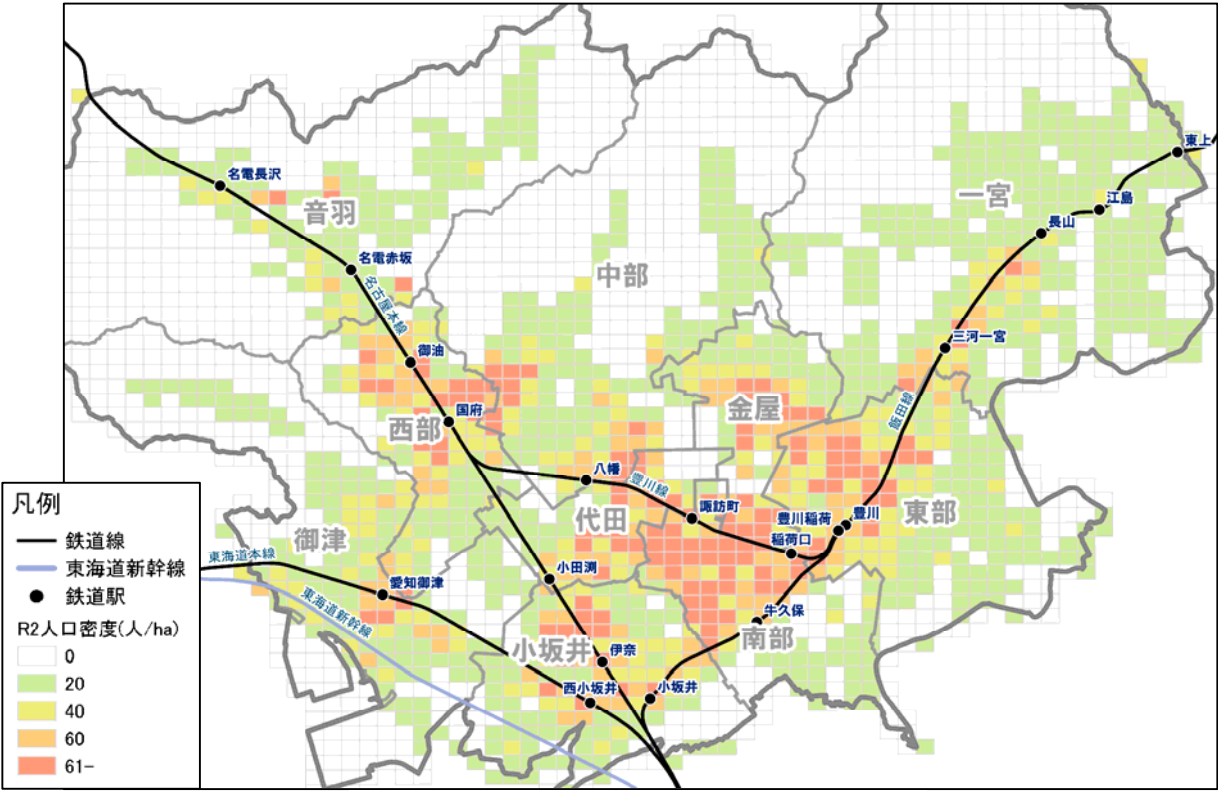 東上
名電長沢
江島
一宮
音羽
長山
名電赤坂
中部
名古屋本線
三河一宮
御油
飯田線
金屋
国府
西部
八幡
豊川線
凡例
諏訪町
豊川稲荷
豊川
東部
代田
御津
稲荷口
鉄道線
東海道本線
東海道新幹線
小田渕
愛知御津
鉄道駅
東海道新幹線
牛久保
R2人口密度(人/ha)
南部
小坂井
伊奈
0
20
西小坂井
小坂井
40
60
61-